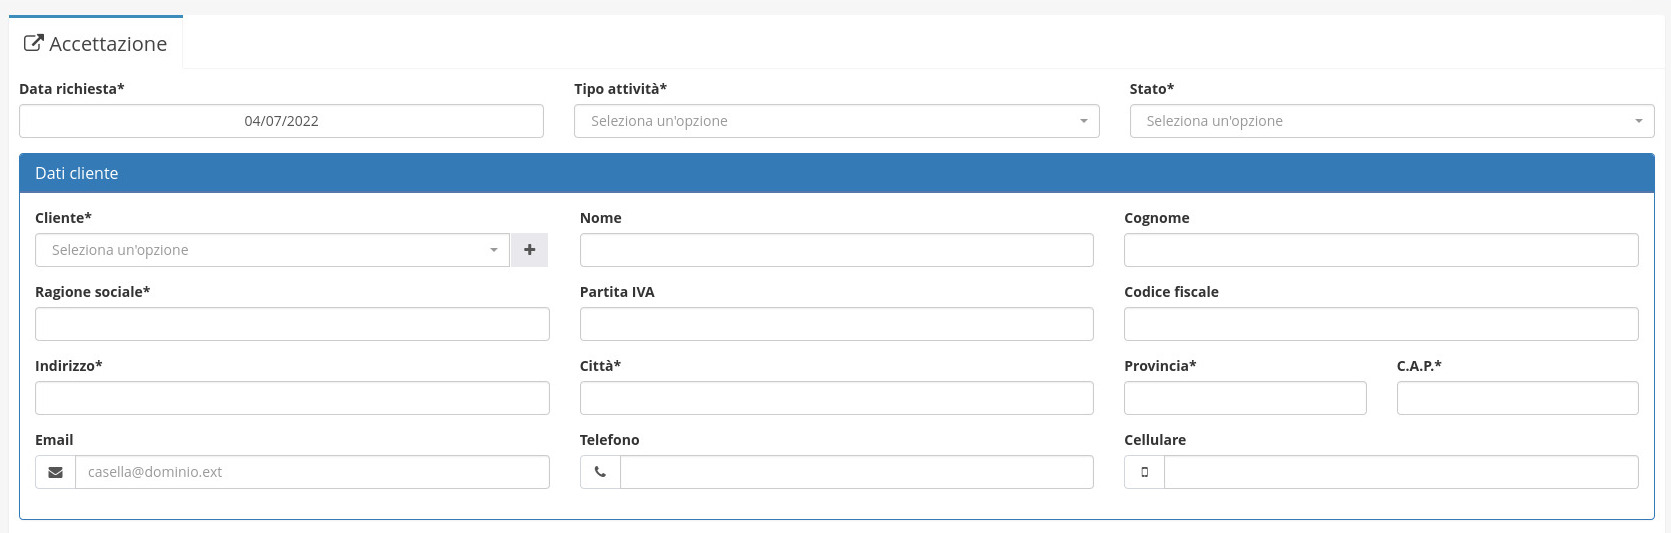 Accettazione
Data richiesta* Tipo attività* Stato*
04/07/2022 Seleziona un'opzione Seleziona un'opzione
Dati cliente
Cliente* Nome Cognome
Seleziona un'opzione
Ragione sociale* Partita IVA Codice fiscale
Indirizzo* Città* Provincia* C.A.P.*
Email Telefono Cellulare
casella@dominio.ext